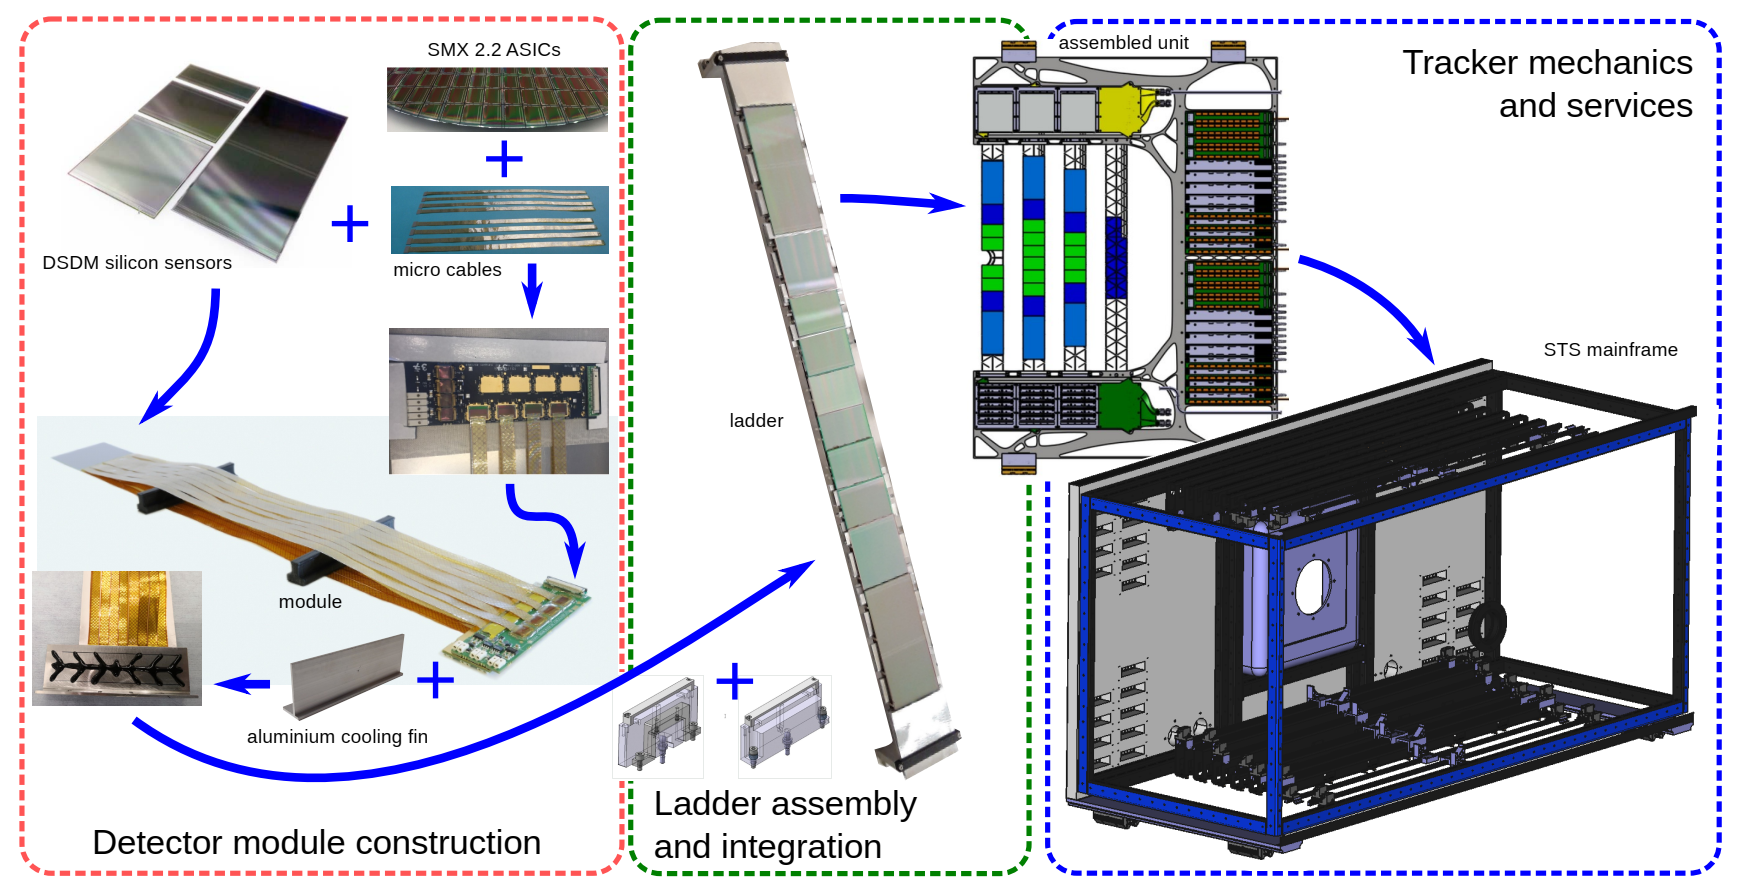 SMX 2.2 ASICs
DSDM silicon sensors
micro cables
module
aluminium cooling fin
Detector module construction
ladder
Ladder assembly
and integration
assembled unit
Tracker mechanics
and services
STS mainframe